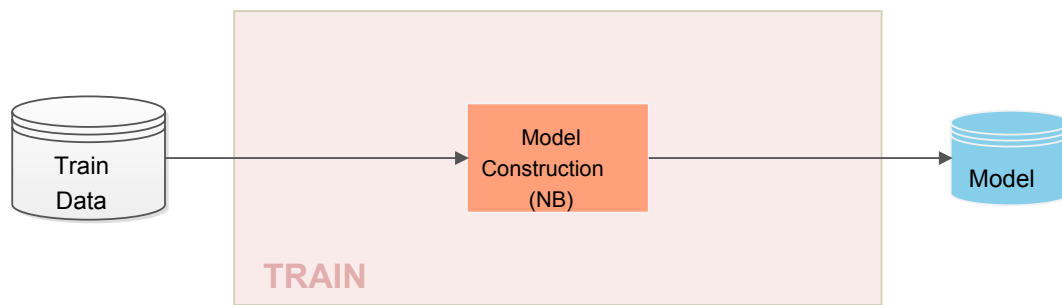 Train
Data
Model
Construction
(NB)
Model
TRAIN